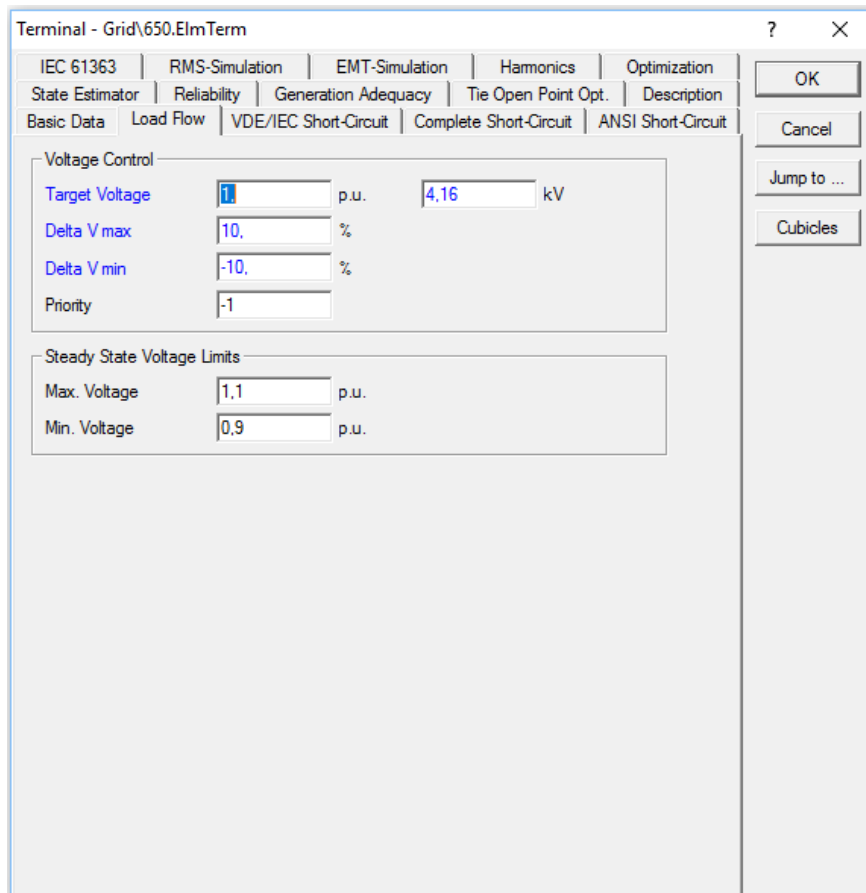 Terminal - Grid\650.ElmTerm ? ×
IEC 61363 RMS-Simulation EMT-Simulation Harmonics Optimization
OK
State Estimator Reliability Generation Adequacy Tie Open Point Opt. Description
Basic Data Load Flow VDE/IEC Short-Circuit Complete Short-Circuit ANSI Short-Circuit
Cancel
Voltage Control
Jump to ...
Target Voltage 1, p.u. 4,16 kV
Cubicles
Delta V max 10, %
Delta V min -10, %
Priority -1
Steady State Voltage Limits
Max. Voltage 1,1 p.u.
Min. Voltage 0,9 p.u.